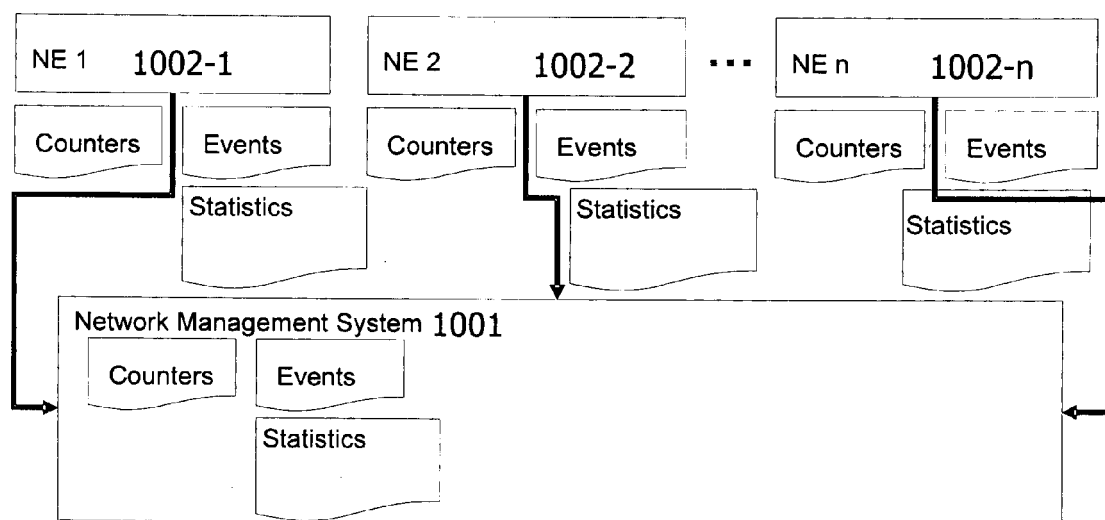 NE 1 1002-1
NE 2 1002-2
...
NE n 1002-n
Counters
Events
Statistics
Counters
Events
Statistics
Counters
Events
Statistics
Network Management System 1001
Counters
Events
Statistics